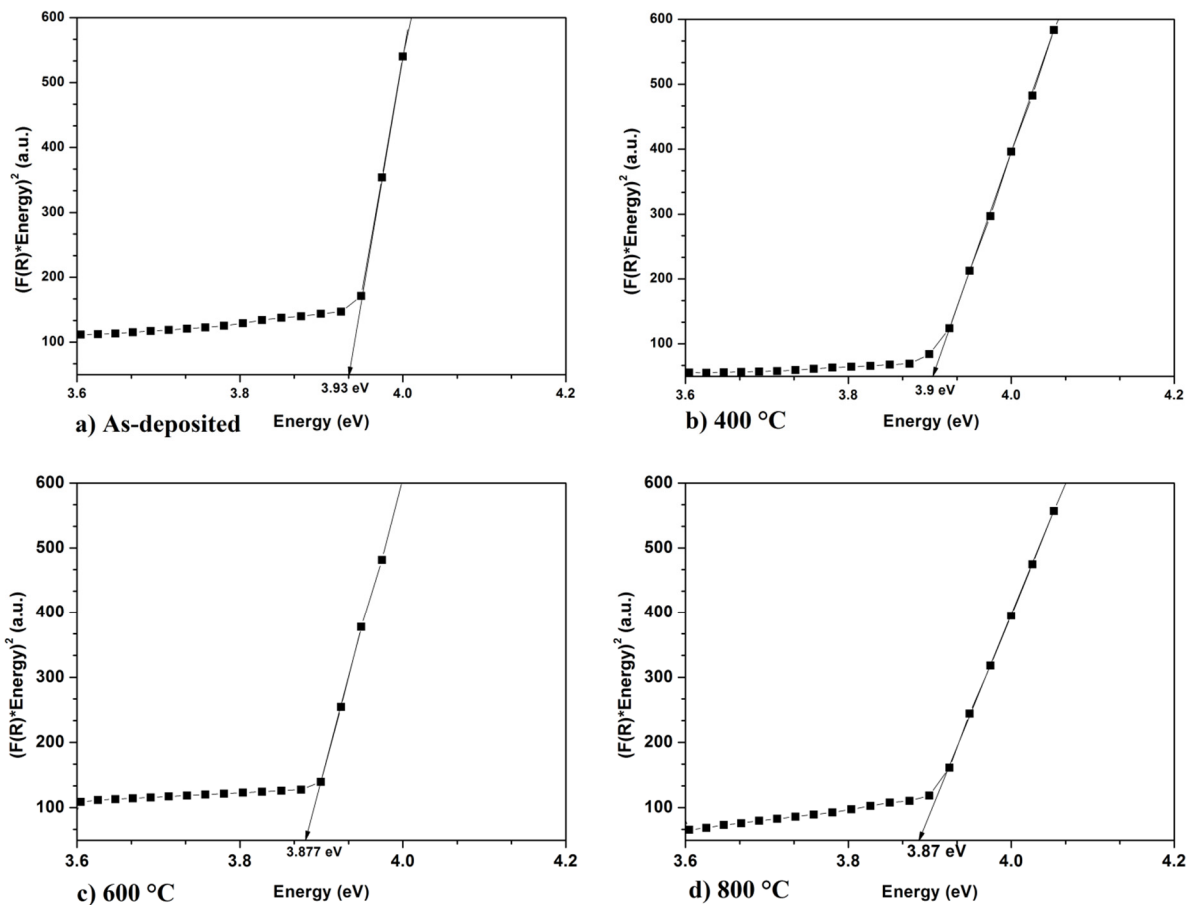 600
500
400
300
200
100
(F(R)*Energy)² (a.u.)
3.6
3.8
4.0
4.2
3.93 eV
a) As-deposited
Energy (eV)
600
500
400
300
200
100
(F(R)*Energy)² (a.u.)
3.6
3.8
4.0
4.2
3.9 eV
b) 400 °C
Energy (eV)
600
500
400
300
200
100
(F(R)*Energy)² (a.u.)
3.6
3.8
4.0
4.2
3.877 eV
c) 600 °C
Energy (eV)
600
500
400
300
200
100
(F(R)*Energy)² (a.u.)
3.6
3.8
4.0
4.2
3.87 eV
d) 800 °C
Energy (eV)